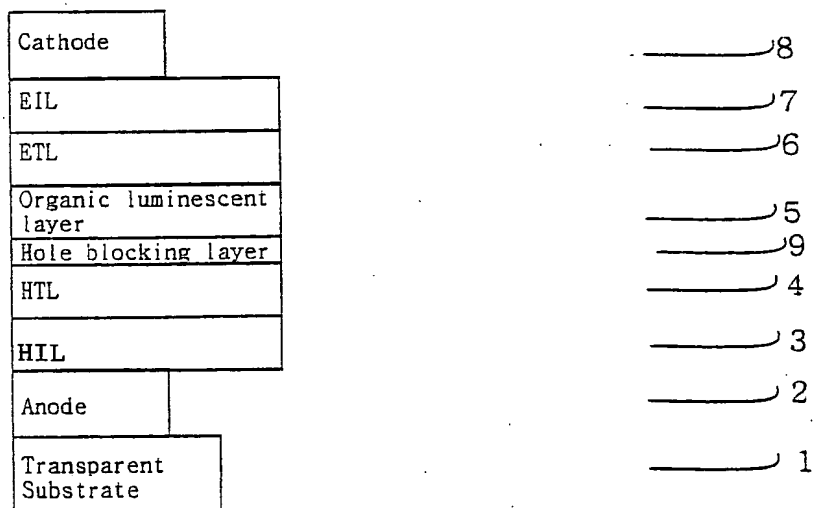 Cathode 8
EIL 7
ETL 6
Organic luminescent
layer 5
Hole blocking layer 9
HTL 4
HIL 3
Anode 2
Transparent 1
Substrate